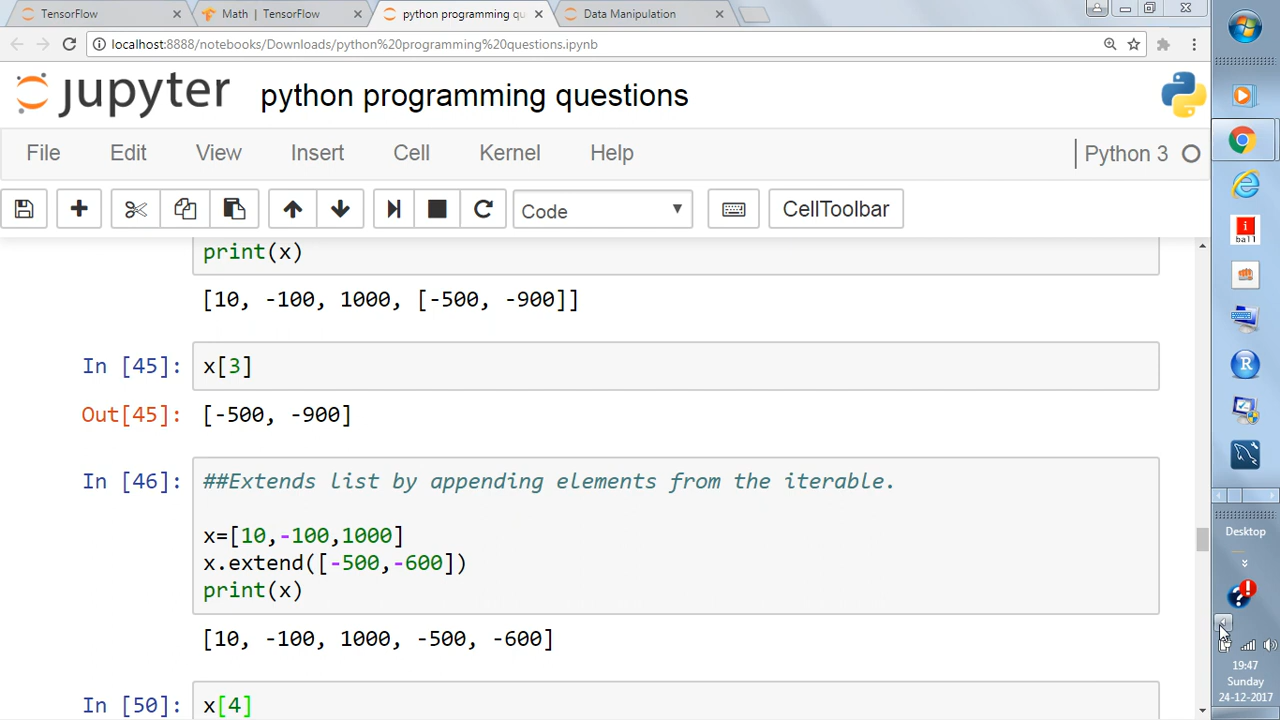 TensorFlow
Math | TensorFlow
python programming qu
Data Manipulation
localhost:8888/notebooks/Downloads/python%20programming%20questions.ipynb
jupyter python programming questions
File Edit View Insert Cell Kernel Help
Python 3
Code
CellToolbar
print(x)
[10, -100, 1000, [-500, -900]]
In [45]: x[3]
Out[45]: [-500, -900]
In [46]: ##Extends list by appending elements from the iterable.
x=[10,-100,1000]
x.extend([-500,-600])
print(x)
[10, -100, 1000, -500, -600]
In [50]: x[4]
i
ball
R
Desktop
19:47
Sunday
24-12-2017